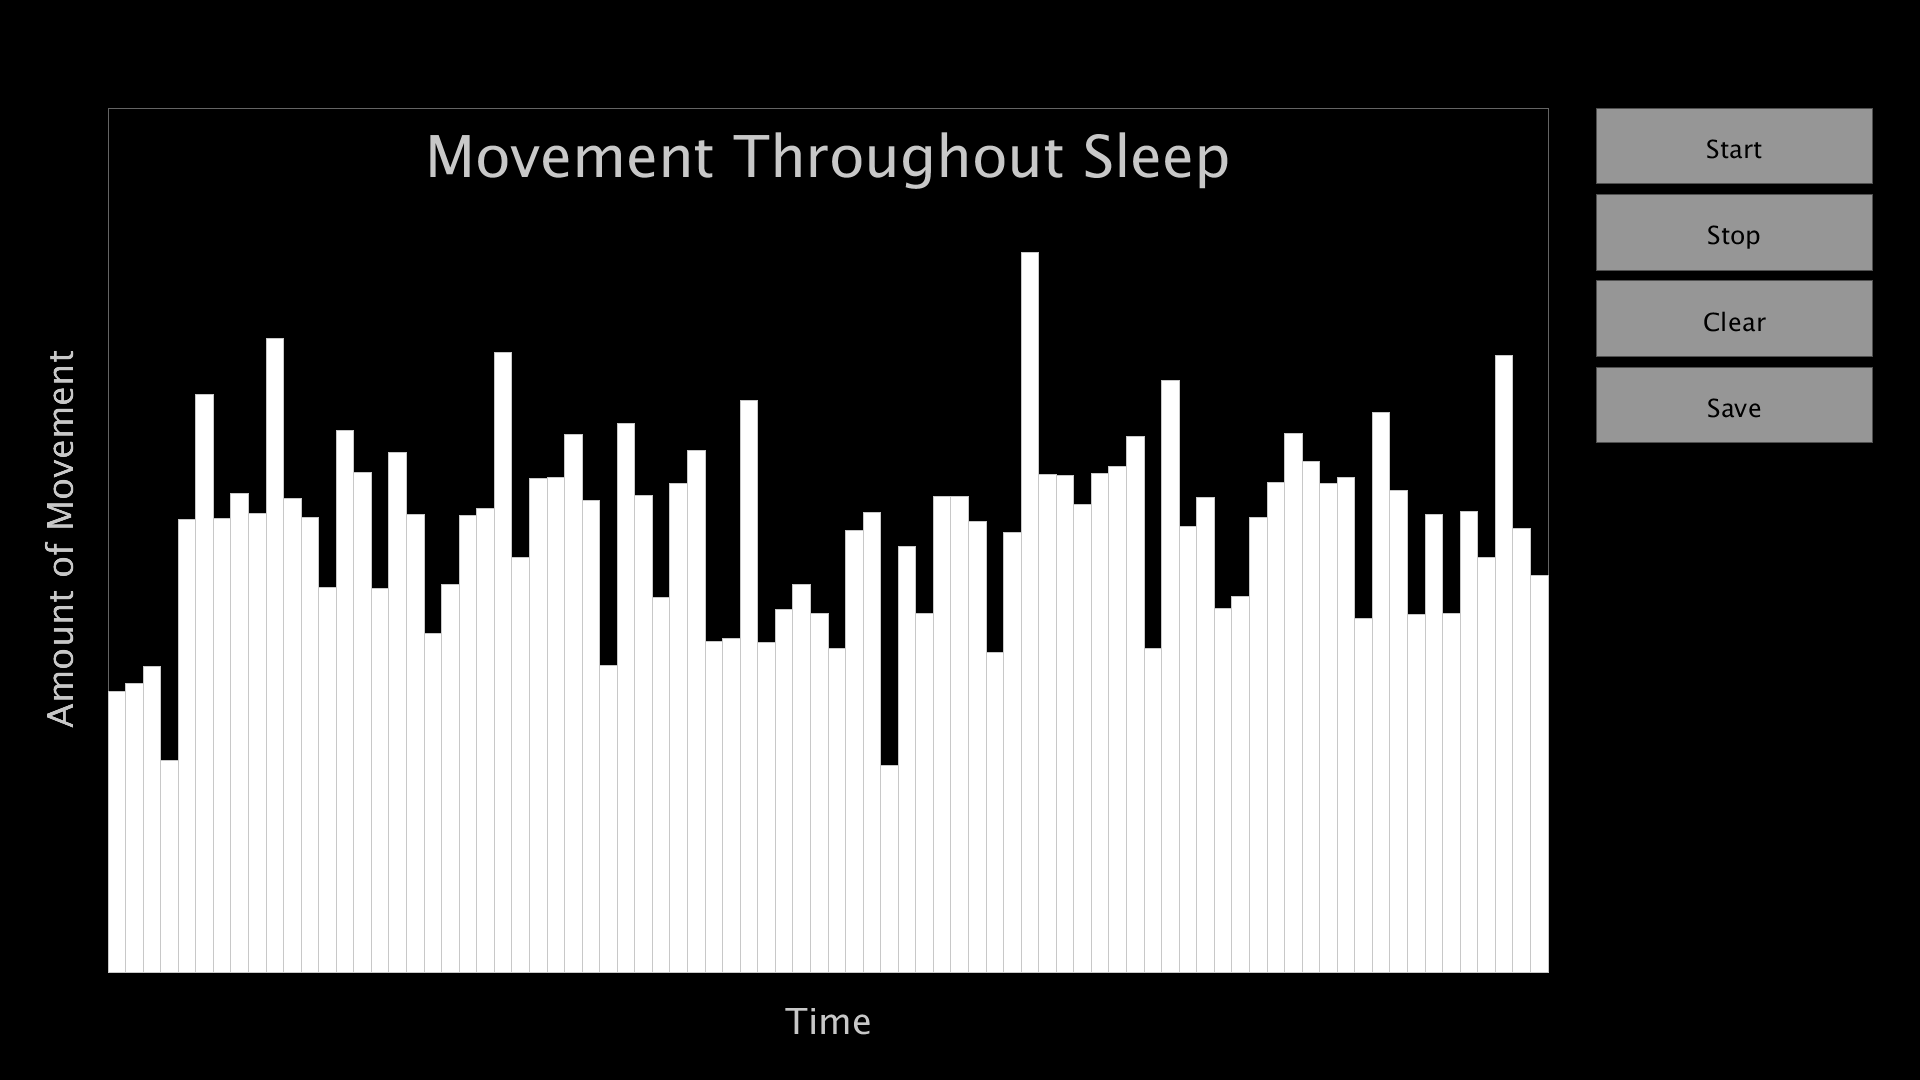 Movement Throughout Sleep
Amount of Movement
Time
Start
Stop
Clear
Save